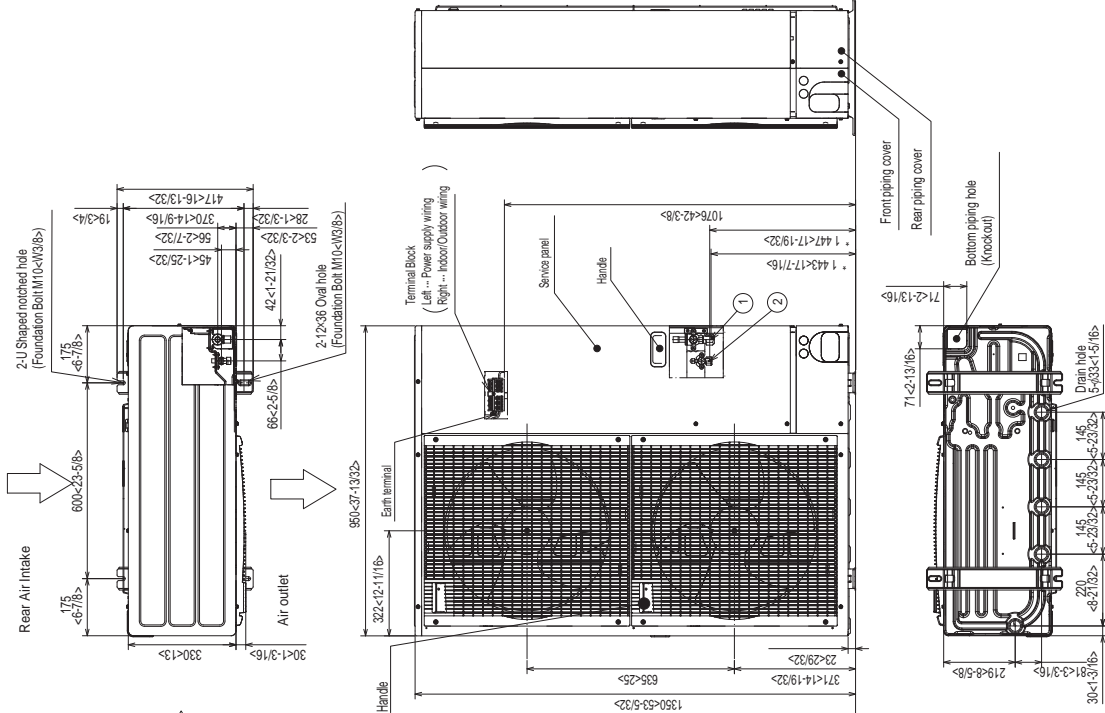 2-U Shaped notched hole
(Foundation Bolt M10<W3/8>)
175
<6-7/8>
600<23-5/8>
Rear Air Intake
175
<6-7/8>
Air outlet
330<13>
30<1-3/16>
19<3/4>
417<16-13/32>
370<14-9/16>
28<1-3/32>
56<2-7/32>
53<2-3/32>
45<1-25/32>
42<1-21/32>
66<2-5/8>
2-12×36 Oval hole
(Foundation Bolt M10<W3/8>)
950<37-13/32>
322<12-11/16>
Earth terminal
Handle
Terminal Block
(Left ··· Power supply wiring
Right ··· Indoor/Outdoor wiring)
Service panel
Handle
1076<42-3/8>
* 1 447<17-19/32>
* 1 443<17-7/16>
1
2
1350<53-5/32>
635<25>
371<14-19/32>
23<29/32>
Front piping cover
Rear piping cover
Bottom piping hole
(Knockout)
71<2-13/16>
71<2-13/16>
Drain hole
5-φ33<1-5/16>
145
<5-23/32>
145
<5-23/32>
145
<5-23/32>
220
<8-21/32>
219<8-5/8>
81<3-3/16>
30<1-3/16>